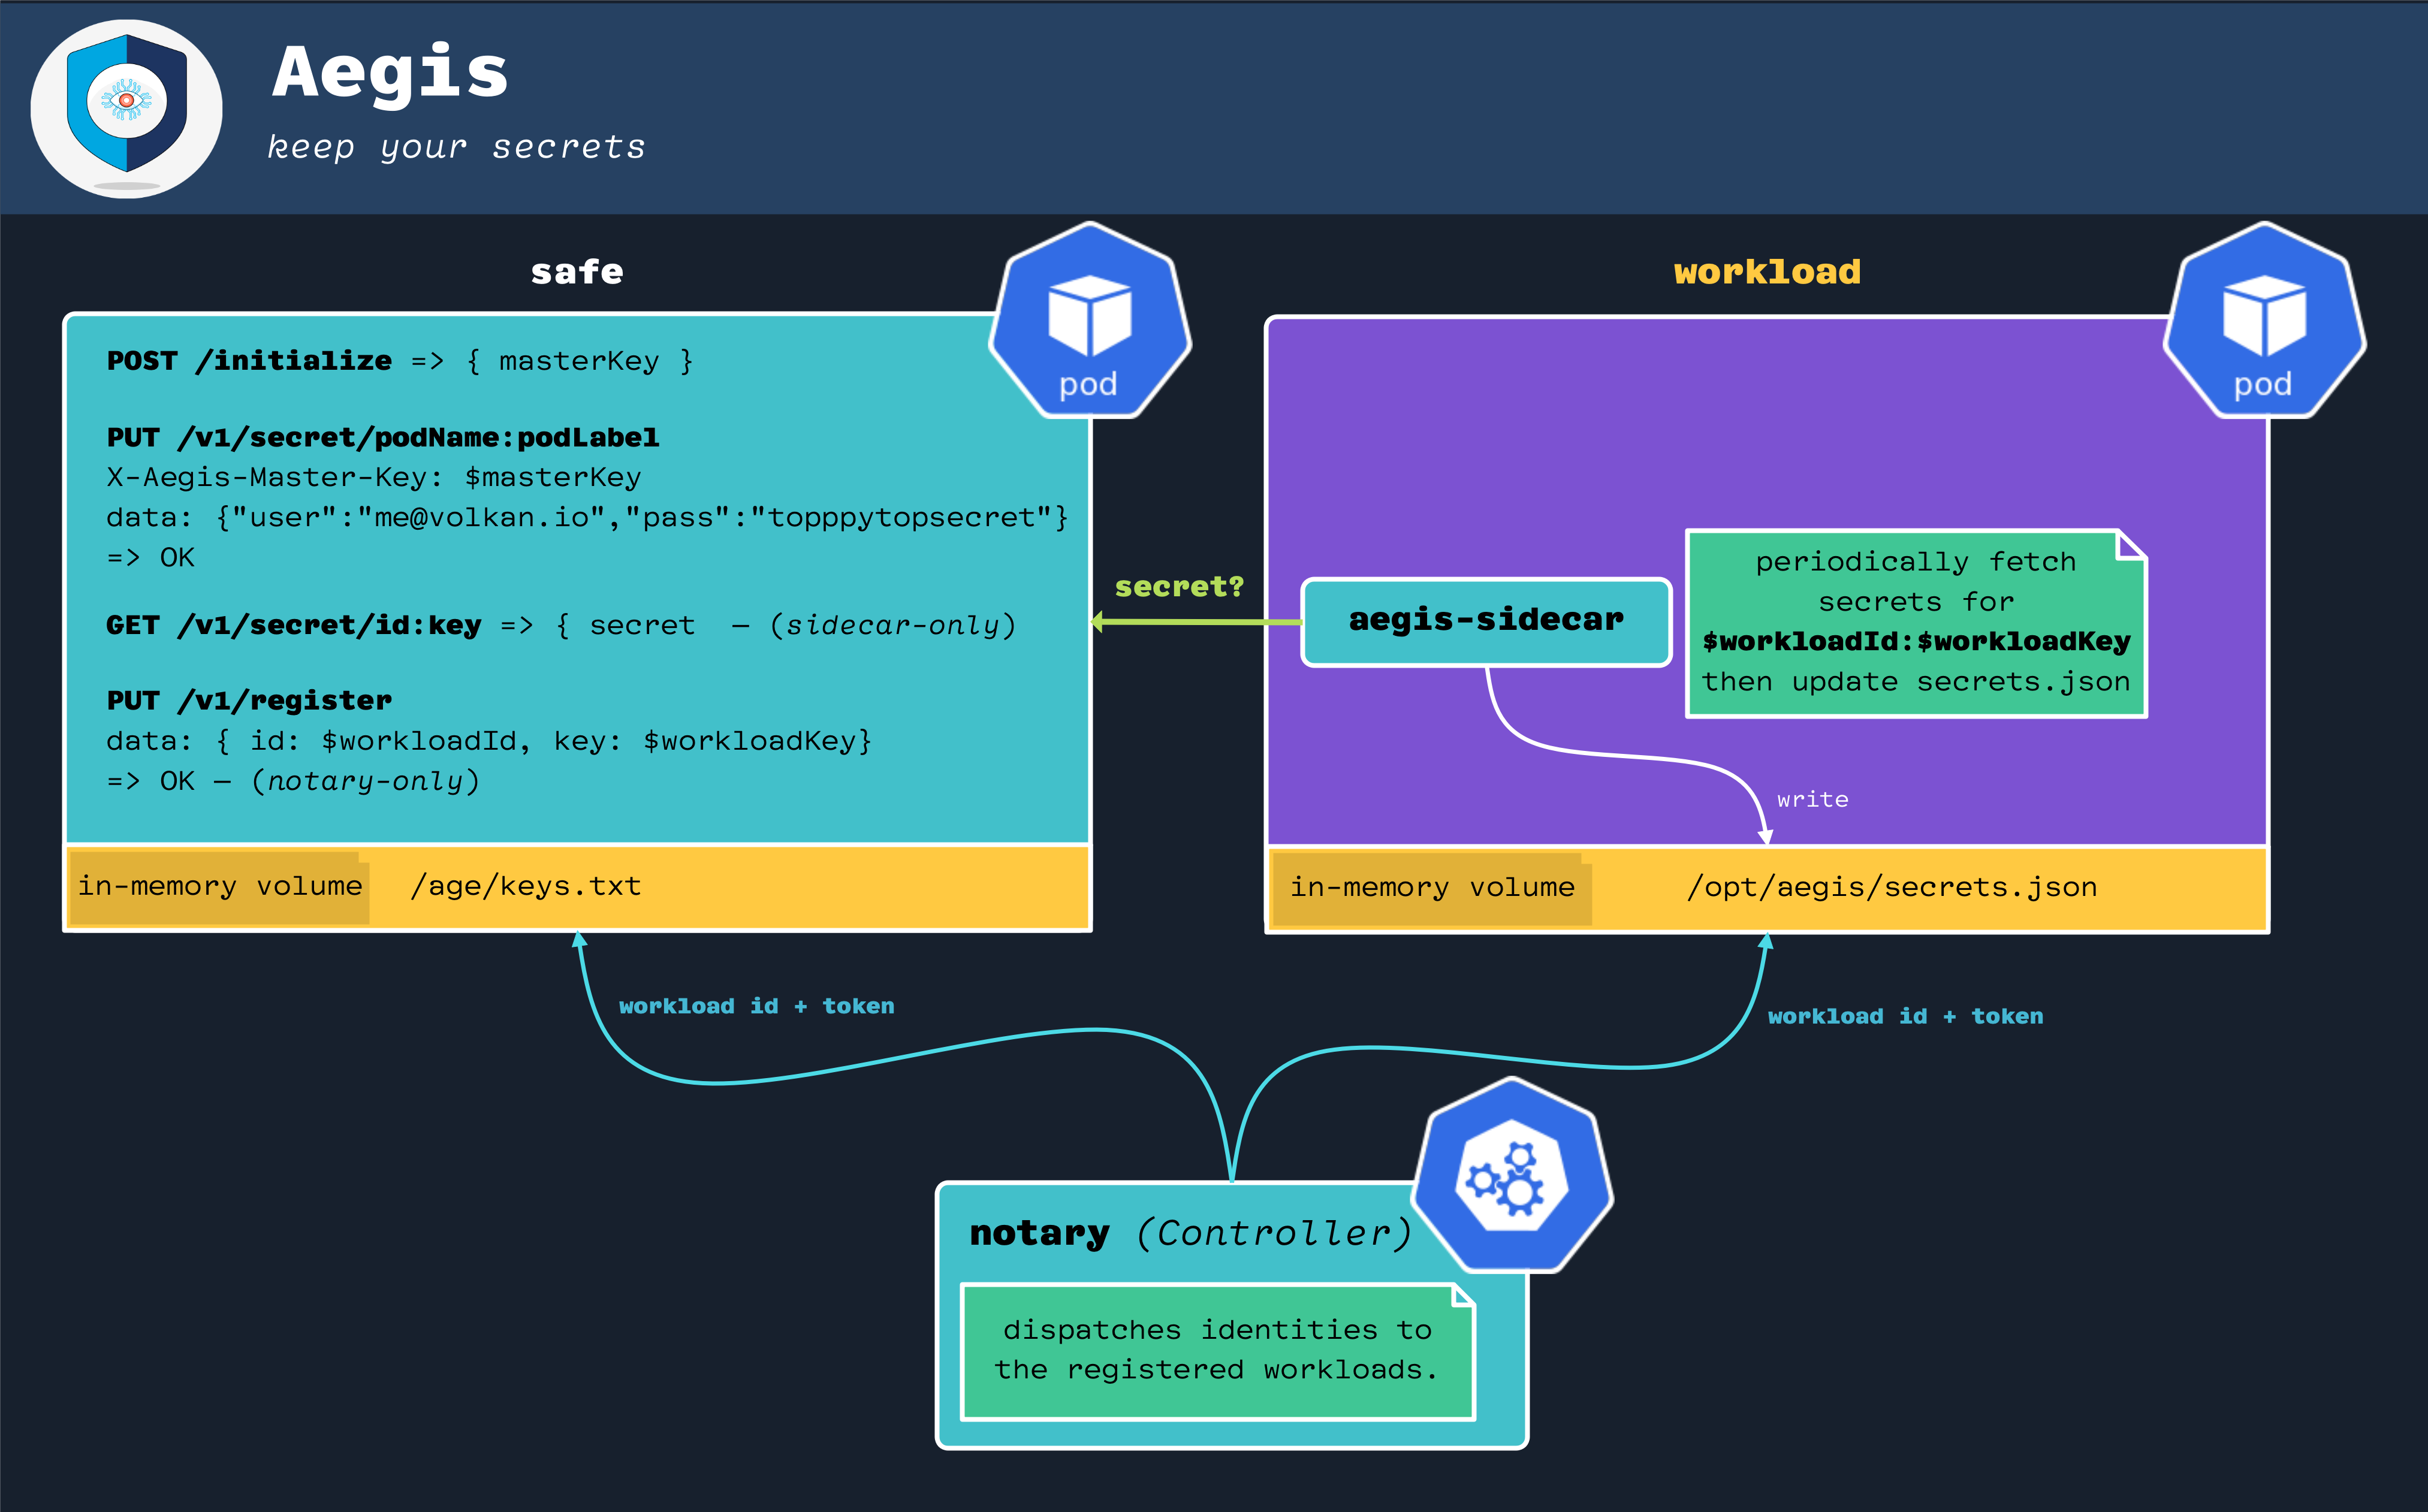 Aegis
keep your secrets
safe
pod
POST /initialize => { masterKey }
PUT /v1/secret/podName:podLabel
X-Aegis-Master-Key: $masterKey
data: {"user":"me@volkan.io","pass":"topppytopsecret"}
=> OK
GET /v1/secret/id:key => { secret  — (sidecar-only)
PUT /v1/register
data: { id: $workloadId, key: $workloadKey}
=> OK — (notary-only)
in-memory volume /age/keys.txt
secret?
workload
pod
aegis-sidecar
periodically fetch
secrets for
$workloadId:$workloadKey
then update secrets.json
write
in-memory volume /opt/aegis/secrets.json
workload id + token
workload id + token
notary (Controller)
dispatches identities to
the registered workloads.